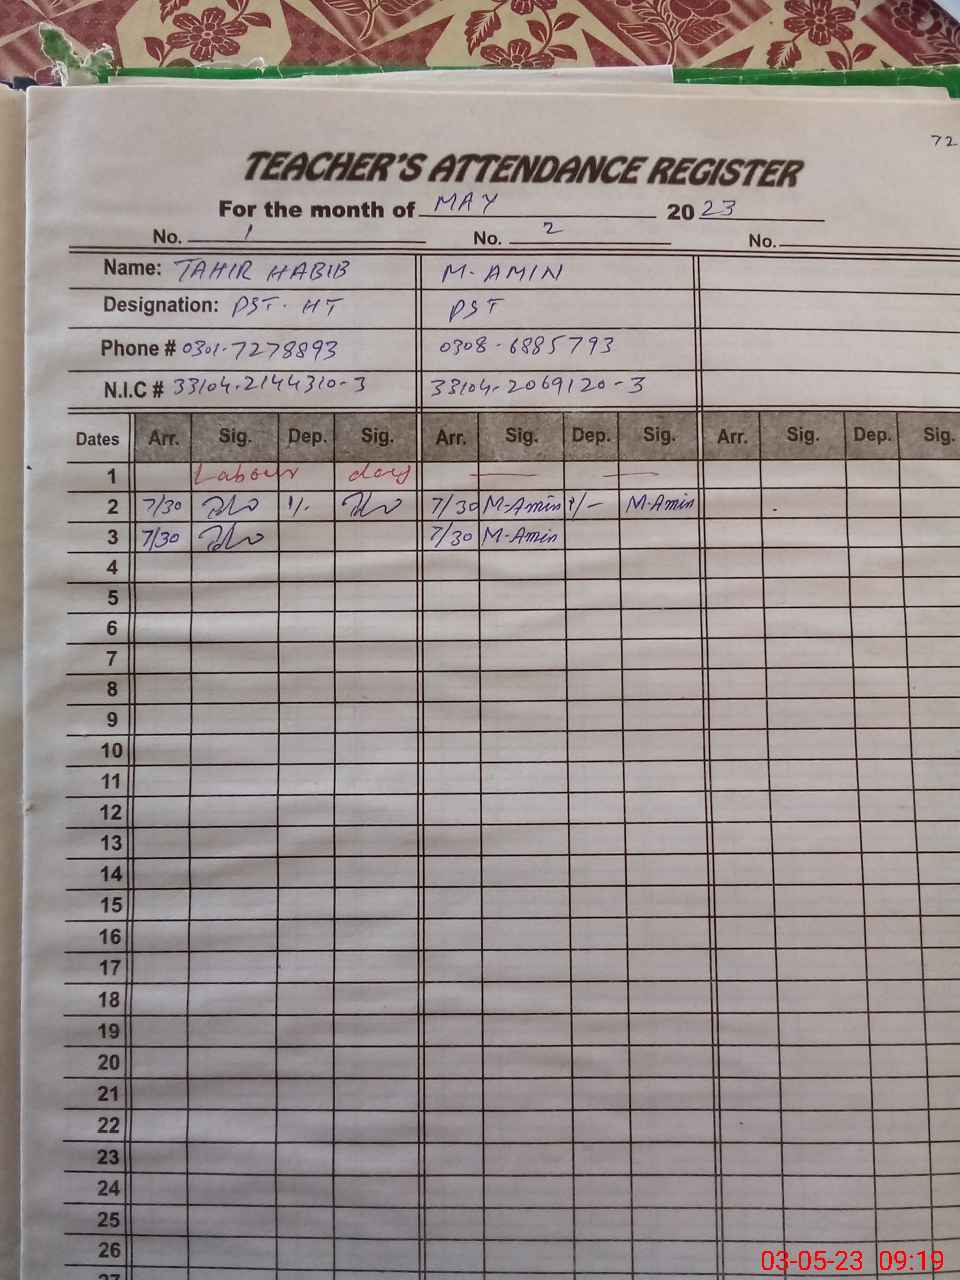 72
TEACHER'S ATTENDANCE REGISTER
For the month of MAY 2023
No. 1 No. 2 No.
Name: TAHIR HABIB M. AMIN
Designation: PST. HT PST
Phone # 0301-7278893 0308-6885793
N.I.C # 33104-2144310-3 33104-2069120-3
Dates Arr. Sig. Dep. Sig. Arr. Sig. Dep. Sig. Arr. Sig. Dep. Sig.
1 Labour day
2 7/30 1/- 7/30 M-Amin 1/- M-Amin
3 7/30 7/30 M-Amin
4
5
6
7
8
9
10
11
12
13
14
15
16
17
18
19
20
21
22
23
24
25
26
27
03-05-23 09:19